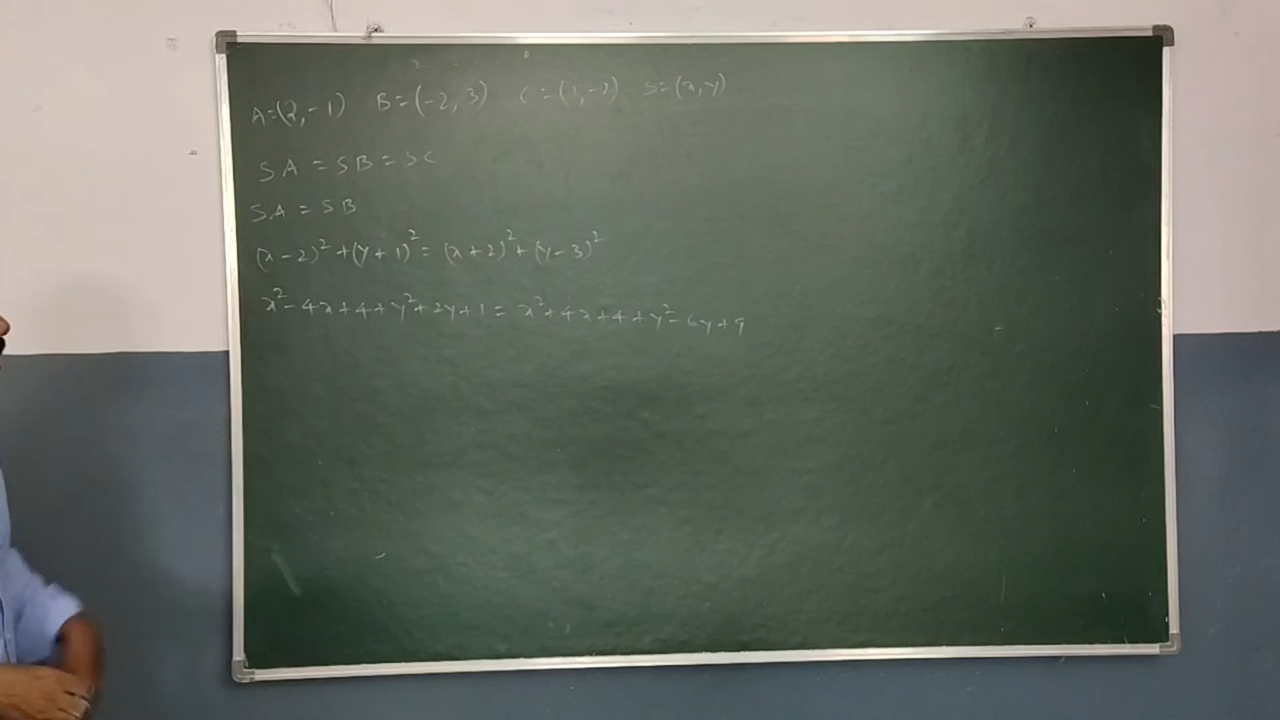 A=(2,-1) B=(-2,3) C=(1,-2) S=(x,y)
SA = SB = SC
SA = SB
(x-2)²+(y+1)²=(x+2)²+(y-3)²
x²-4x+4+y²+2y+1=x²+4x+4+y²-6y+9